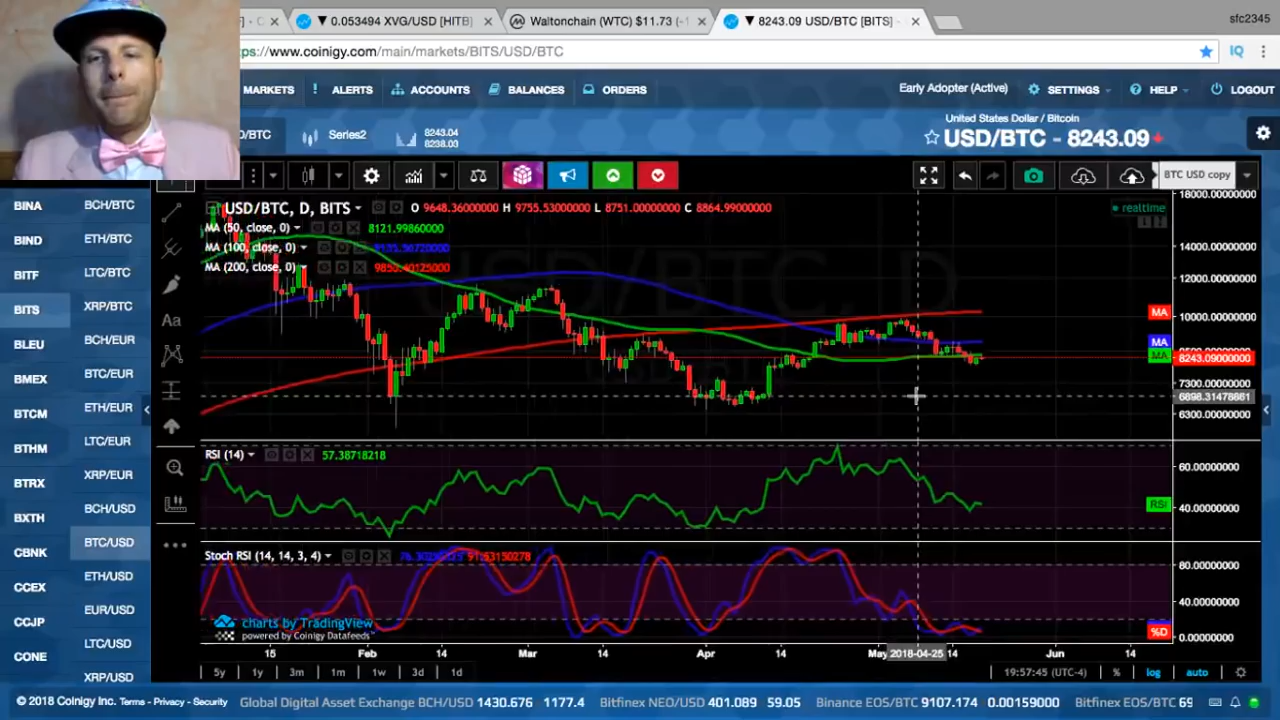 ▼ 0.053494 XVG/USD [HITB]
Waltonchain (WTC) $11.73
▼ 8243.09 USD/BTC [BITS]
sfc2345
ps://www.coinigy.com/main/markets/BITS/USD/BTC
IQ
MARKETS
! ALERTS
ACCOUNTS
BALANCES
ORDERS
Early Adopter (Active)
SETTINGS
HELP
LOGOUT
D/BTC
Series2
8243.04
8238.03
United States Dollar / Bitcoin
USD/BTC - 8243.09
BTC USD copy
BINA
BIND
BITF
BITS
BLEU
BMEX
BTCM
BTHM
BTRX
BXTH
CBNK
CCEX
CCJP
CONE
BCH/BTC
ETH/BTC
LTC/BTC
XRP/BTC
BCH/EUR
BTC/EUR
ETH/EUR
LTC/EUR
XRP/EUR
BCH/USD
BTC/USD
ETH/USD
EUR/USD
LTC/USD
XRP/USD
Aa
USD/BTC, D, BITS
O 9648.36000000 H 9755.53000000 L 8751.00000000 C 8864.99000000
realtime
MA (50, close, 0) 8121.99860000
MA (100, close, 0)
MA (200, close, 0)
18000.00000000
14000.00000000
12000.00000000
10000.00000000
8243.09000000
7300.00000000
6898.31478661
6300.00000000
MA
MA
MA
RSI (14) 57.38718218
60.00000000
40.00000000
RSI
Stoch RSI (14, 14, 3, 4) 91.53150278
80.00000000
40.00000000
0.00000000
%D
charts by TradingView
powered by Coinigy Datafeeds
15 Feb 14 Mar 14 Apr 14 May 2018-04-25 14 Jun 14
5y 1y 3m 1m 1w 3d 1d
19:57:45 (UTC-4) % log auto
© 2018 Coinigy Inc. Terms - Privacy - Security
Global Digital Asset Exchange BCH/USD 1430.676 1177.4 Bitfinex NEO/USD 401.089 59.05 Binance EOS/BTC 9107.174 0.00159000 Bitfinex EOS/BTC 69